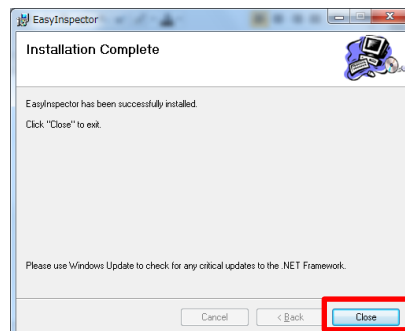 EasyInspector
Installation Complete
EasyInspector has been successfully installed.
Click "Close" to exit.
Please use Windows Update to check for any critical updates to the .NET Framework.
Cancel
< Back
Close